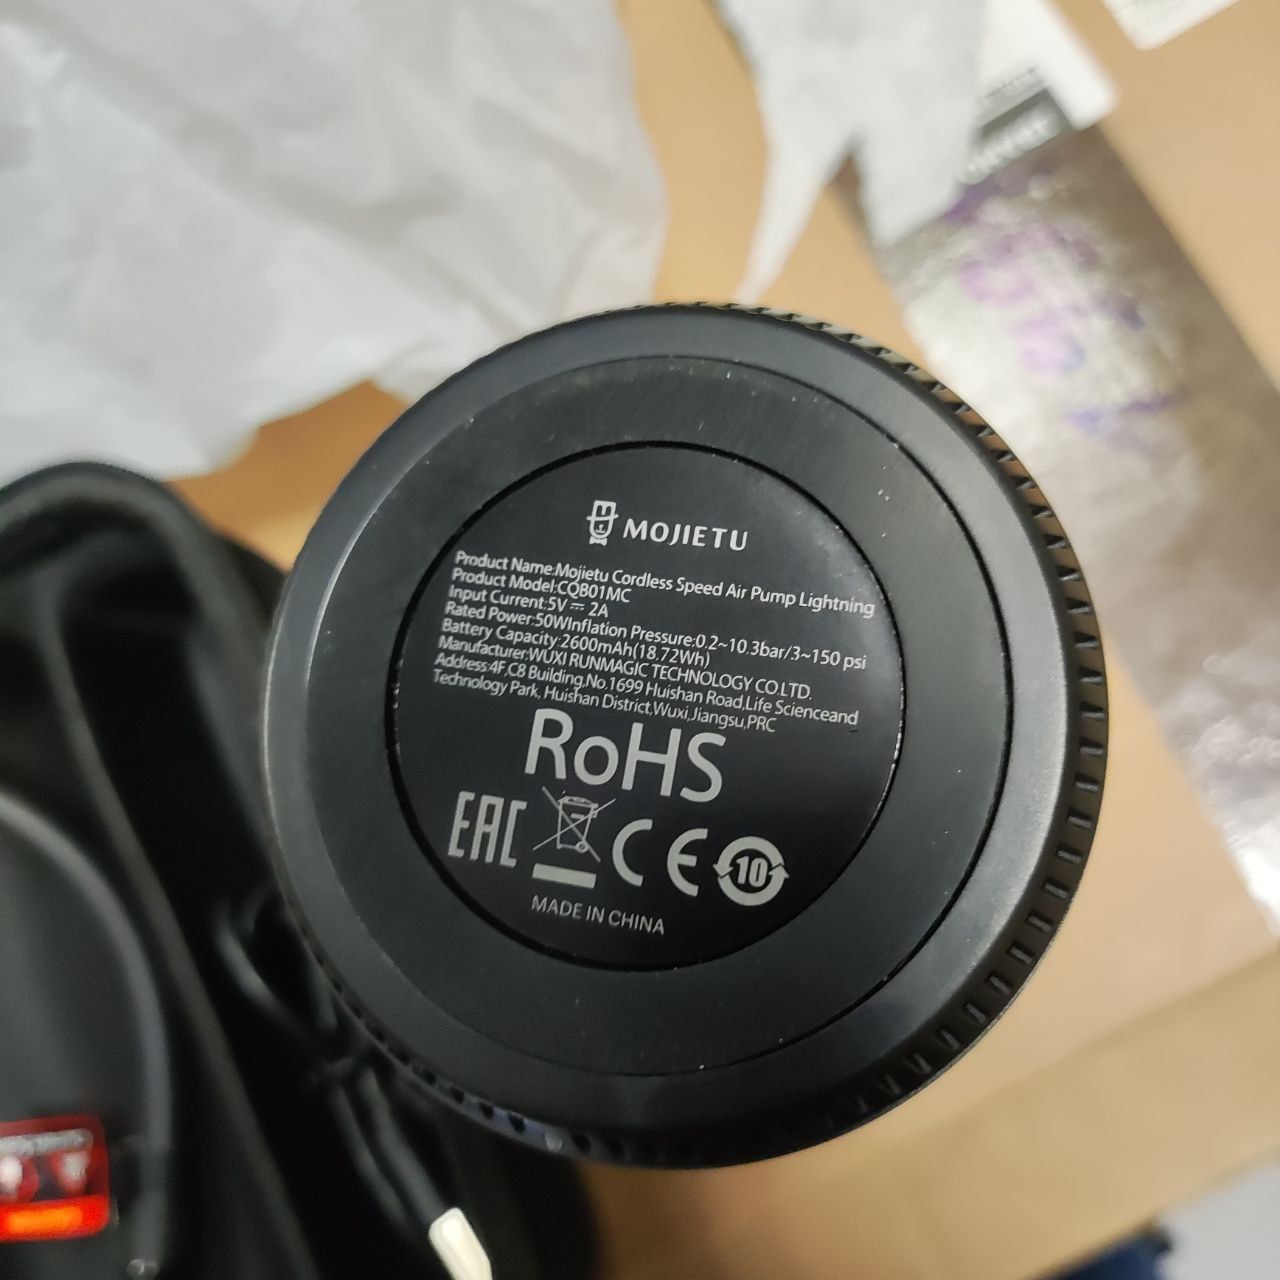 MOJIETU
Product Name:Mojietu Cordless Speed Air Pump Lightning
Product Model:CQB01MC
Input Current:5V⎓2A
Rated Power:50WInflation Pressure:0.2~10.3bar/3~150 psi
Battery Capacity:2600mAh(18.72Wh)
Manufacturer:WUXI RUNMAGIC TECHNOLOGY CO.LTD.
Address:4F,C8 Building,No.1699 Huishan Road,Life Scienceand
Technology Park, Huishan District,Wuxi,Jiangsu,PRC
RoHS
EAC CE 10
MADE IN CHINA